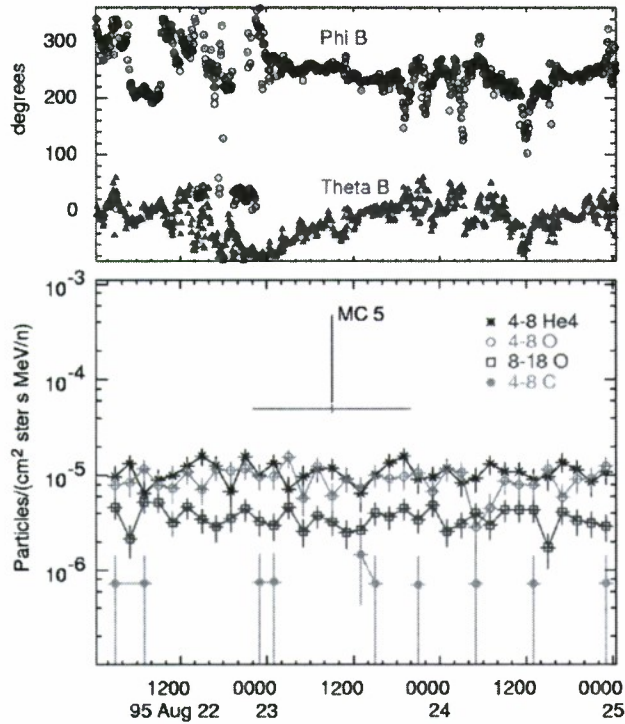 300
Phi B
200
degrees
100
Theta B
0
10-3
MC 5
4-8 He4
4-8 O
8-18 O
4-8 C
10-4
Particles/(cm2 ster s MeV/n)
10-5
10-6
1200 0000 1200 0000 1200 0000
95 Aug 22 23 24 25